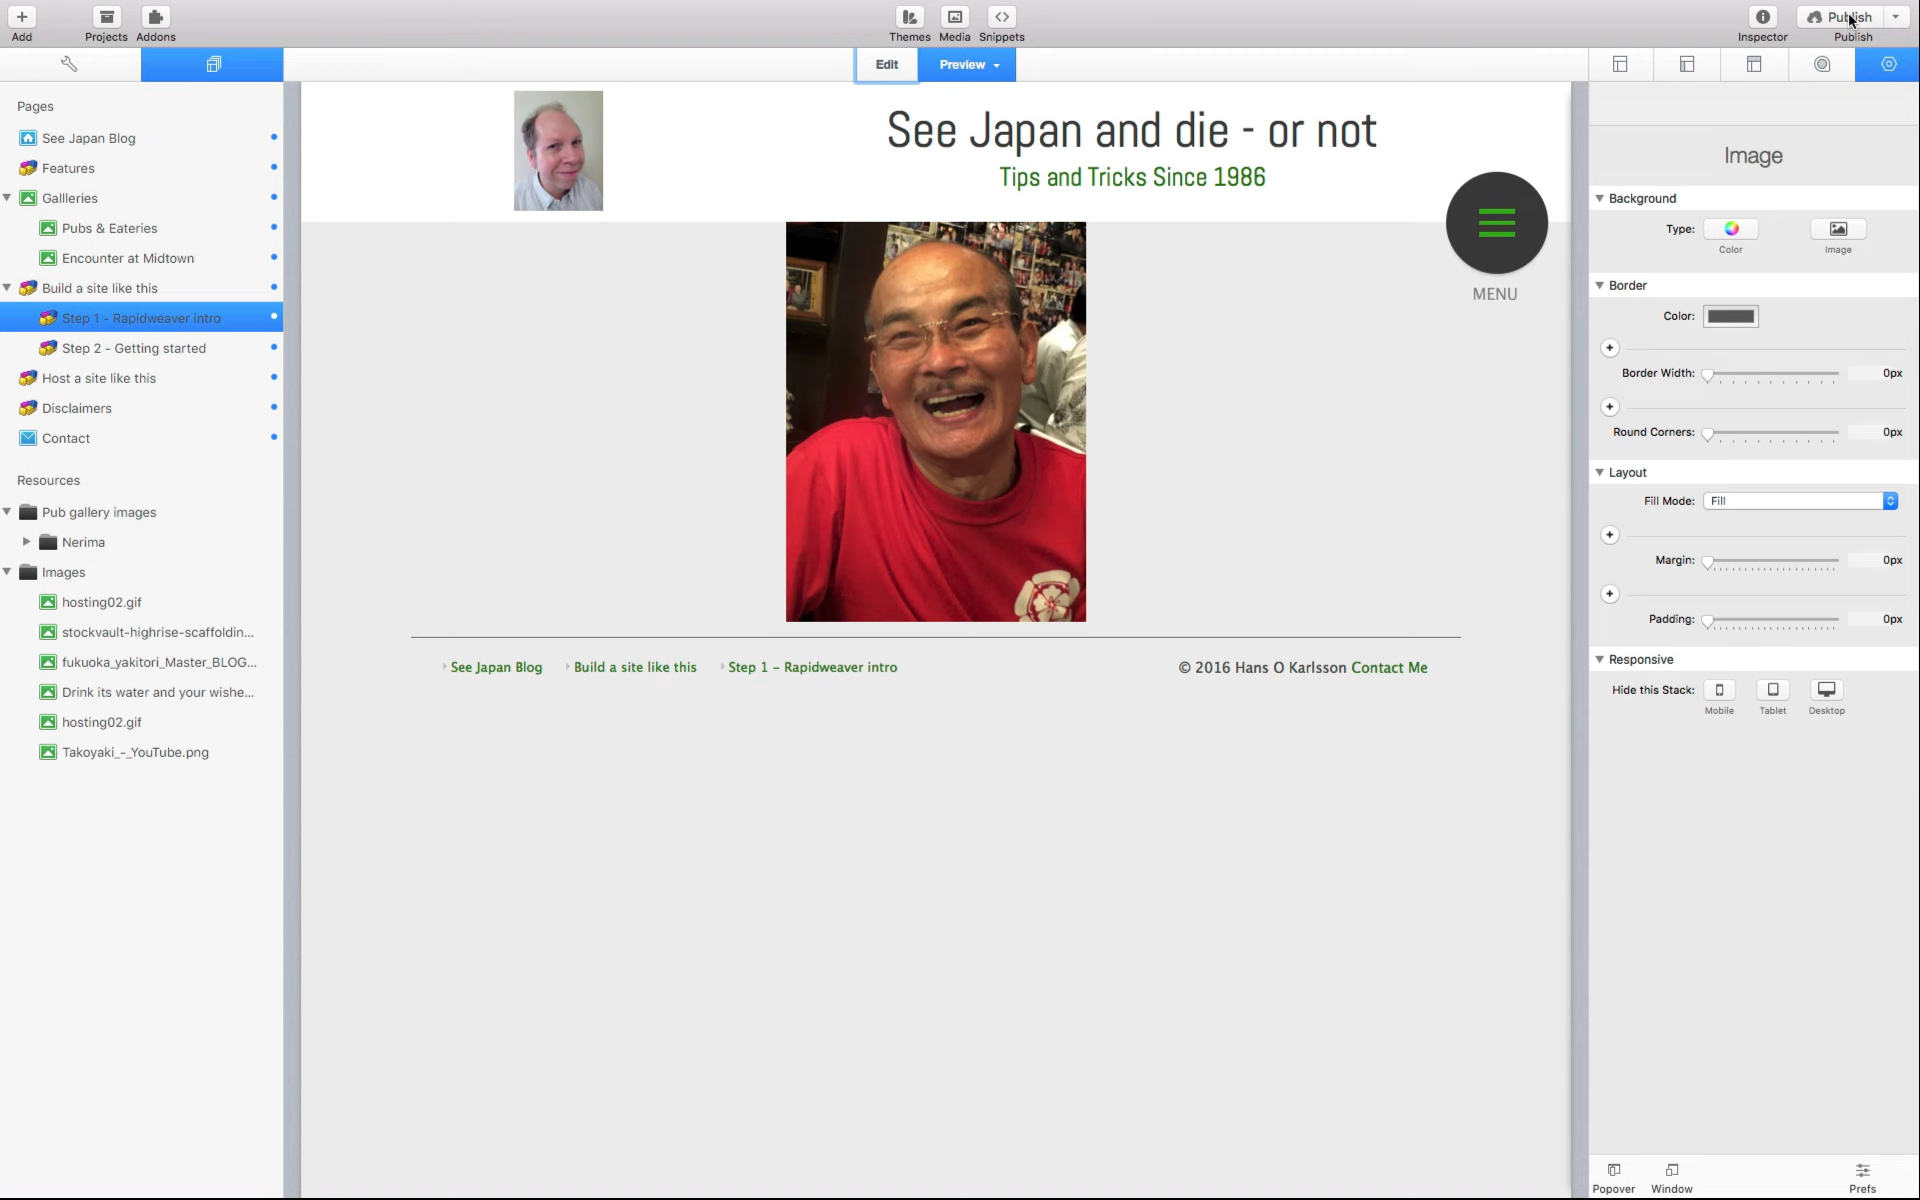 Add
Projects
Addons
Themes
Media
Snippets
Inspector
Publish
Publish
Edit
Preview
Pages
See Japan Blog
Features
Gallleries
Pubs & Eateries
Encounter at Midtown
Build a site like this
Step 1 - Rapidweaver intro
Step 2 - Getting started
Host a site like this
Disclaimers
Contact
Resources
Pub gallery images
Nerima
Images
hosting02.gif
stockvault-highrise-scaffoldin...
fukuoka_yakitori_Master_BLOG...
Drink its water and your wishe...
hosting02.gif
Takoyaki_-_YouTube.png
See Japan and die - or not
Tips and Tricks Since 1986
MENU
See Japan Blog
Build a site like this
Step 1 – Rapidweaver intro
© 2016 Hans O Karlsson Contact Me
Image
Background
Type:
Color
Image
Border
Color:
Border Width: 0px
Round Corners: 0px
Layout
Fill Mode: Fill
Margin: 0px
Padding: 0px
Responsive
Hide this Stack:
Mobile
Tablet
Desktop
Popover
Window
Prefs